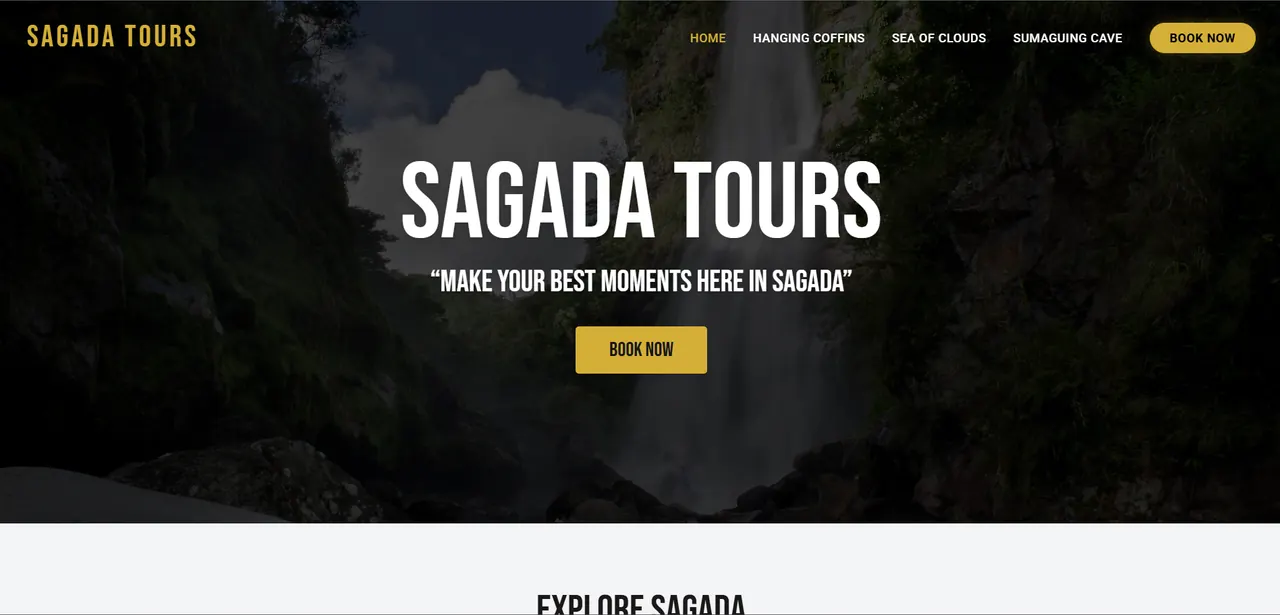 SAGADA TOURS
HOME
HANGING COFFINS
SEA OF CLOUDS
SUMAGUING CAVE
BOOK NOW
SAGADA TOURS
“MAKE YOUR BEST MOMENTS HERE IN SAGADA”
BOOK NOW
EXPLORE SAGADA